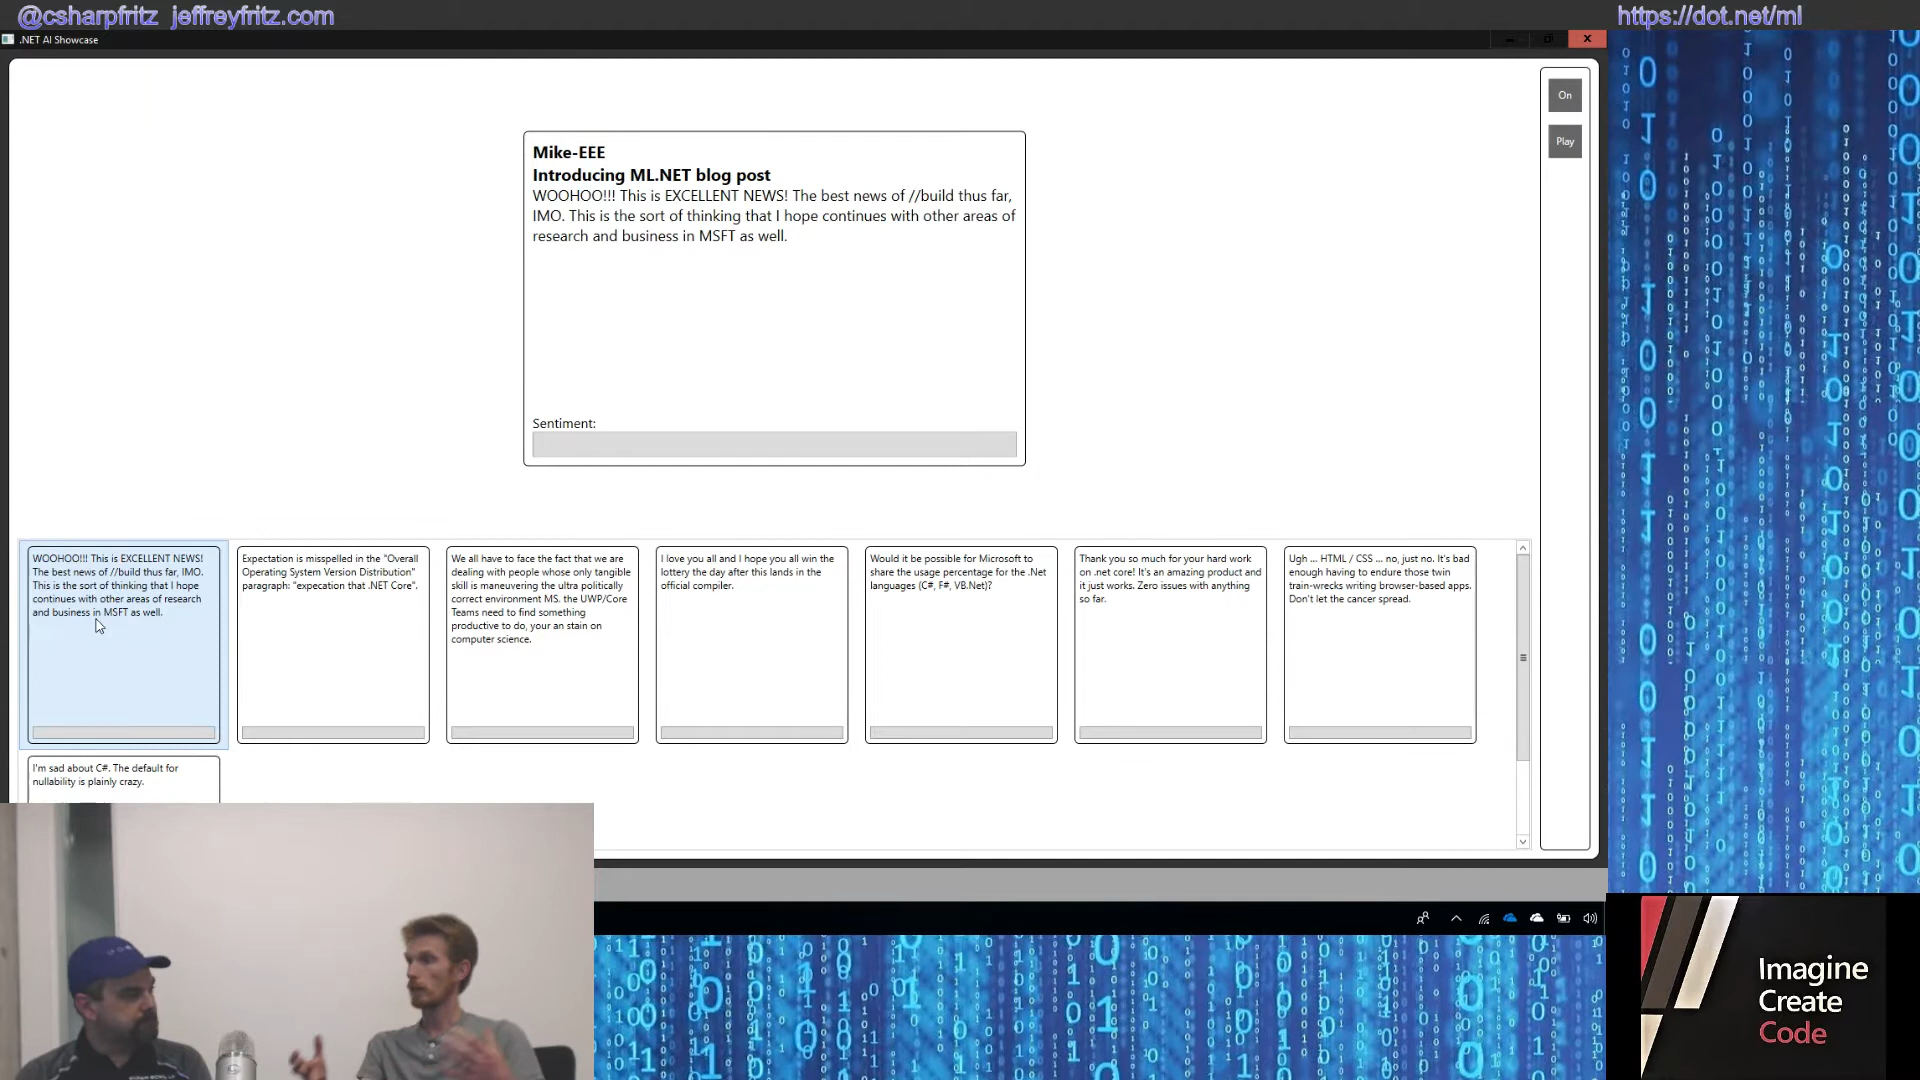 @csharpfritz jeffreyfritz.com
https://dot.net/ml
.NET AI Showcase
On
Play
Mike-EEE
Introducing ML.NET blog post
WOOHOO!!! This is EXCELLENT NEWS! The best news of //build thus far,
IMO. This is the sort of thinking that I hope continues with other areas of
research and business in MSFT as well.
Sentiment:
WOOHOO!!! This is EXCELLENT NEWS!
The best news of //build thus far, IMO.
This is the sort of thinking that I hope
continues with other areas of research
and business in MSFT as well.
Expectation is misspelled in the "Overall
Operating System Version Distribution"
paragraph: "expecation that .NET Core".
We all have to face the fact that we are
dealing with people whose only tangible
skill is maneuvering the ultra politically
correct environment MS. the UWP/Core
Teams need to find something
productive to do, your an stain on
computer science.
I love you all and I hope you all win the
lottery the day after this lands in the
official compiler.
Would it be possible for Microsoft to
share the usage percentage for the .Net
languages (C#, F#, VB.Net)?
Thank you so much for your hard work
on .net core! It's an amazing product and
it just works. Zero issues with anything
so far.
Ugh ... HTML / CSS ... no, just no. It's bad
enough having to endure those twin
train-wrecks writing browser-based apps.
Don't let the cancer spread.
I'm sad about C#. The default for
nullability is plainly crazy.
Imagine
Create
Code